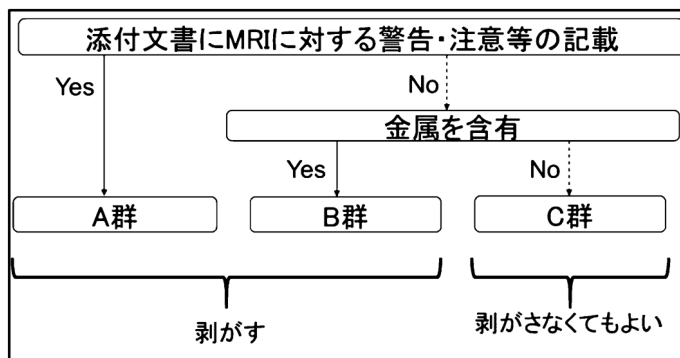 添付文書にMRIに対する警告・注意等の記載
Yes
No
金属を含有
Yes
No
A群
B群
C群
剥がす
剥がさなくてもよい